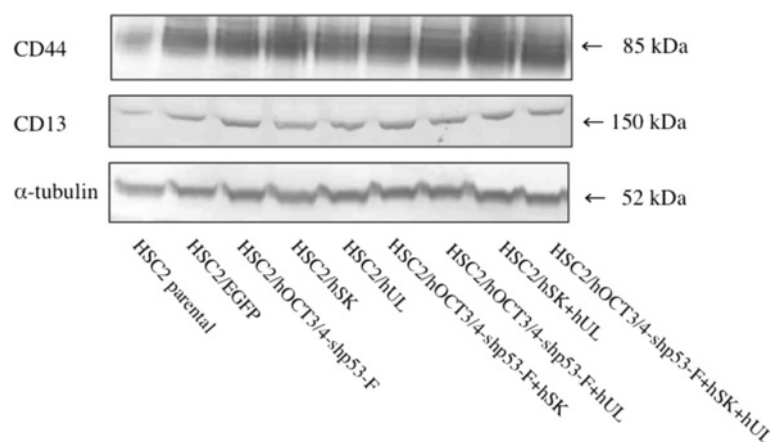 CD44
← 85 kDa
CD13
← 150 kDa
α-tubulin
← 52 kDa
HSC2 parental
HSC2/EGFP
HSC2/hOCT3/4-shp53-F
HSC2/hSK
HSC2/hUL
HSC2/hOCT3/4-shp53-F+hSK
HSC2/hOCT3/4-shp53-F+hUL
HSC2/hSK+hUL
HSC2/hOCT3/4-shp53-F+hSK+hUL